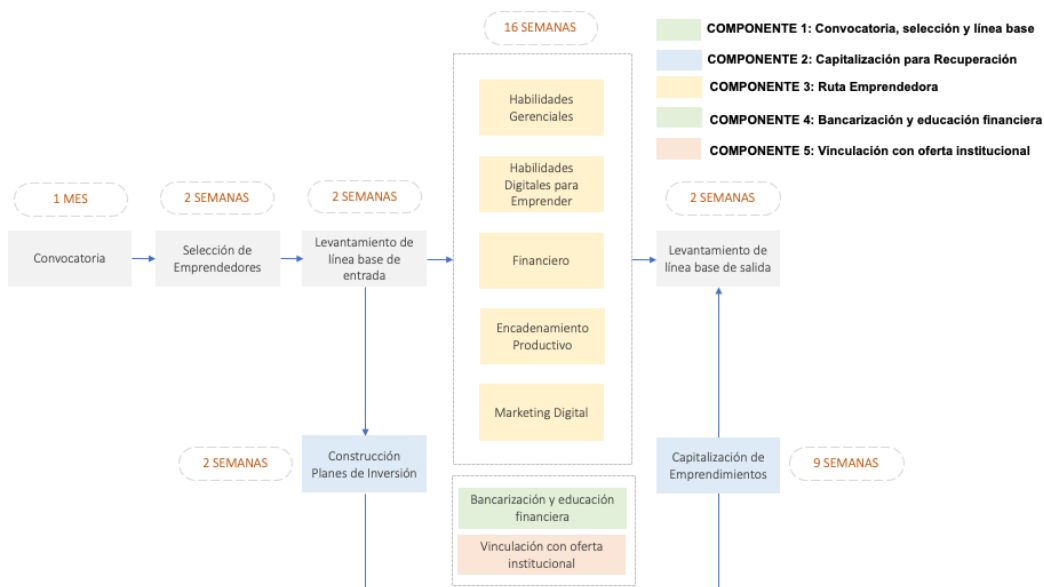 16 SEMANAS
COMPONENTE 1: Convocatoria, selección y línea base
COMPONENTE 2: Capitalización para Recuperación
COMPONENTE 3: Ruta Emprendedora
COMPONENTE 4: Bancarización y educación financiera
COMPONENTE 5: Vinculación con oferta institucional
1 MES
2 SEMANAS
2 SEMANAS
2 SEMANAS
Convocatoria
Selección de
Emprendedores
Levantamiento de
línea base de
entrada
Habilidades
Gerenciales
Habilidades
Digitales para
Emprender
Financiero
Encadenamiento
Productivo
Marketing Digital
Levantamiento de
línea base de salida
2 SEMANAS
Construcción
Planes de Inversión
Capitalización de
Emprendimientos
9 SEMANAS
Bancarización y educación
financiera
Vinculación con oferta
institucional